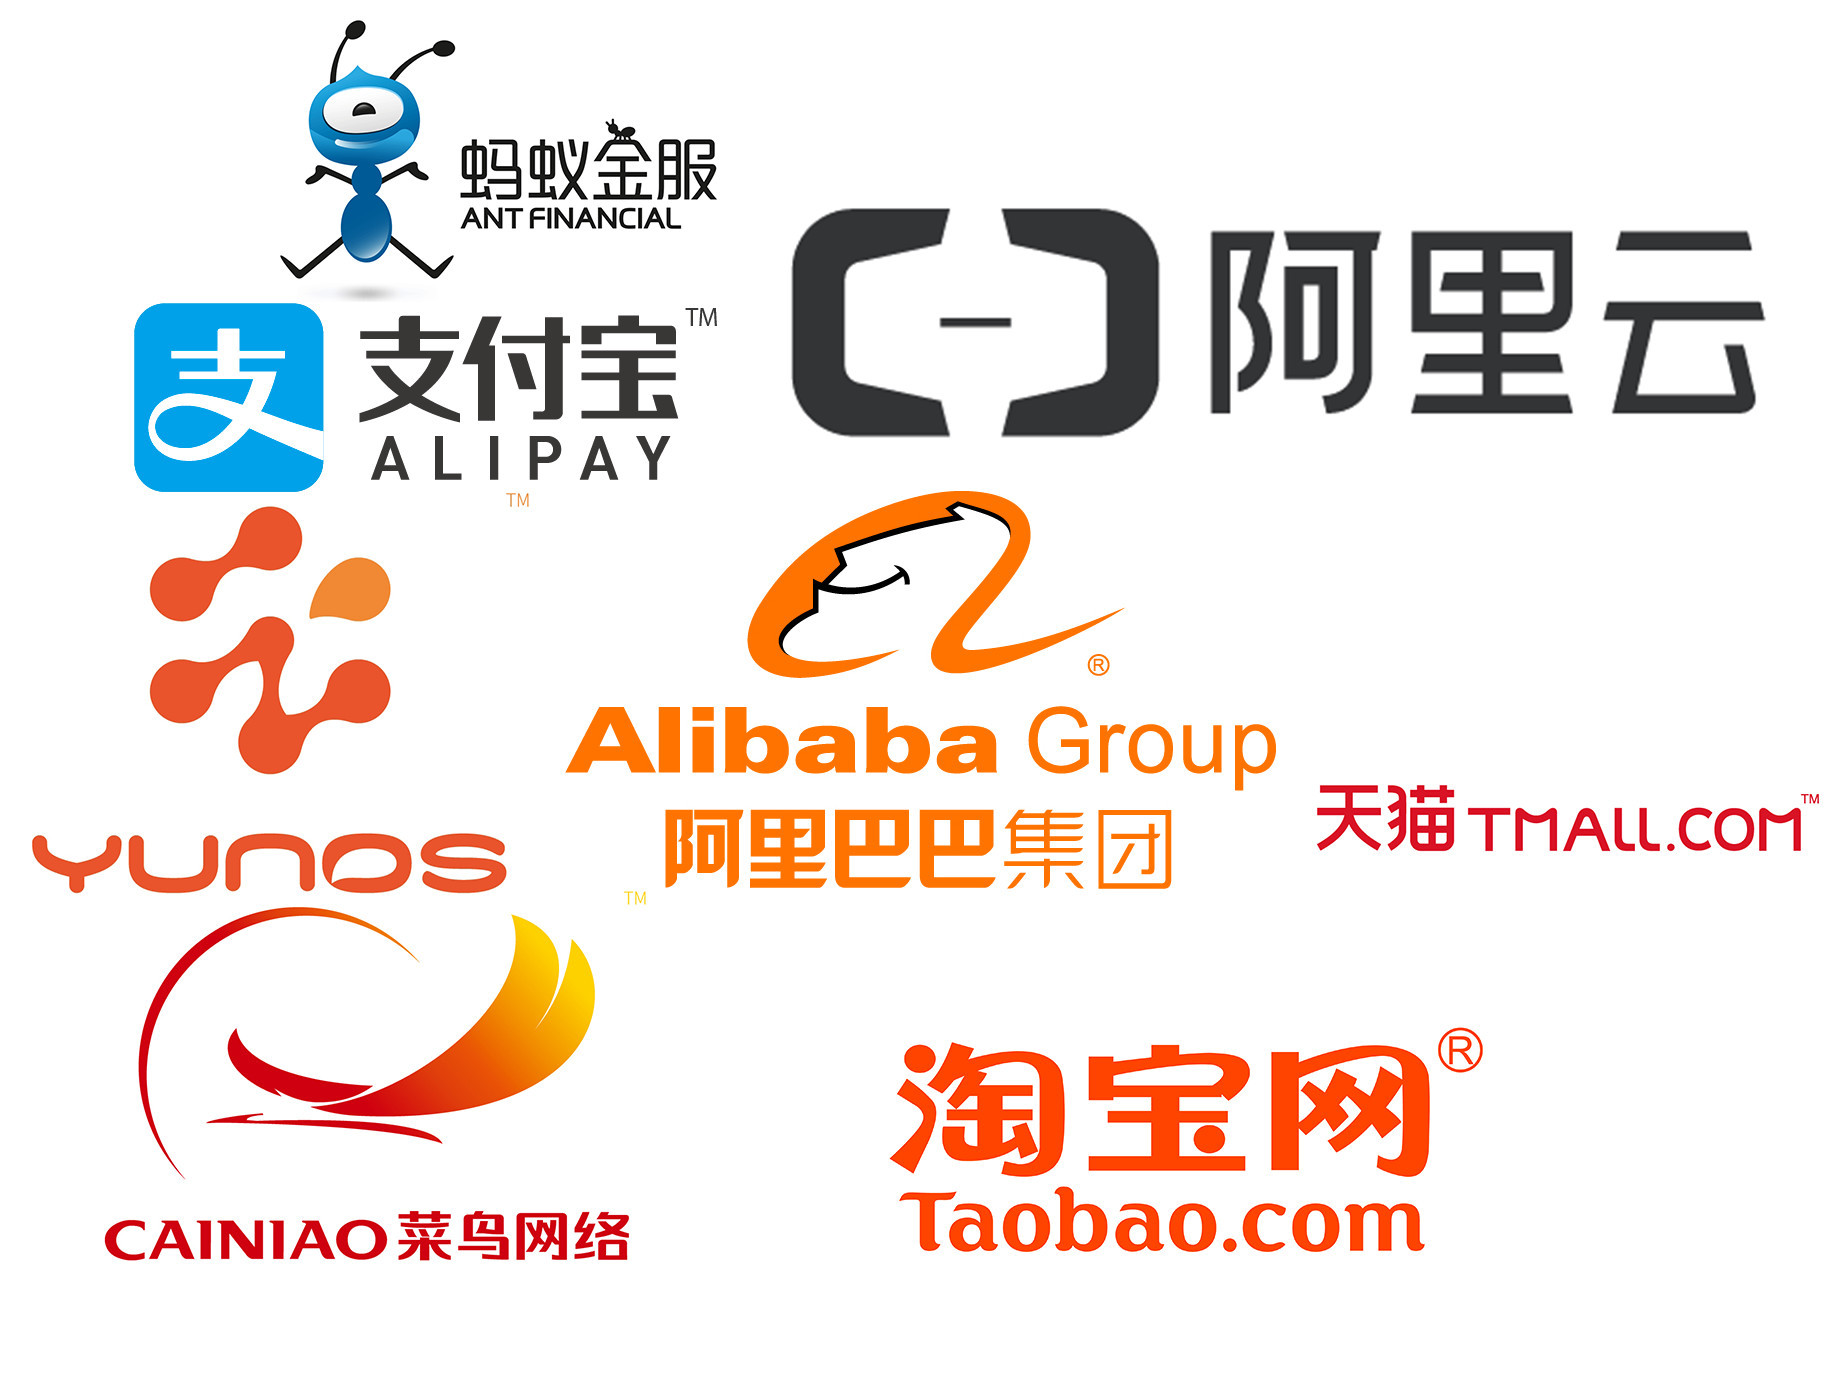 蚂蚁金服
ANT FINANCIAL
支付宝 TM
ALIPAY
阿里云
TM
YUNOS
®
Alibaba Group
阿里巴巴集团
天猫 TMALL.COM TM
TM
CAINIAO 菜鸟网络
淘宝网 ®
Taobao.com